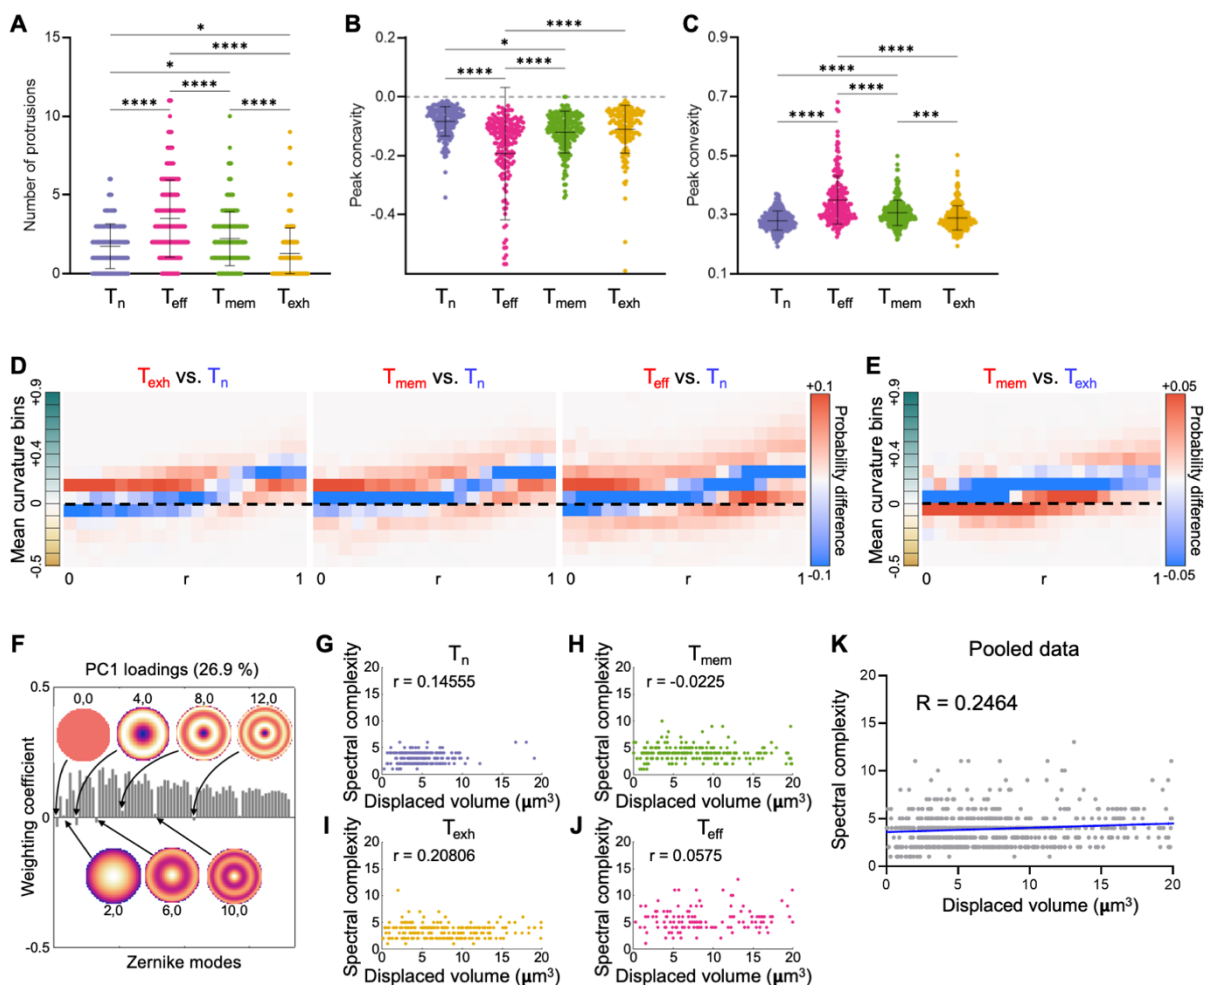 A
B
C
15
10
5
0
Number of protrusions
*
****
*
****
****
****
Tn
Teff
Tmem
Texh
0.2
0.0
-0.2
-0.4
Peak concavity
****
*
****
****
Tn
Teff
Tmem
Texh
0.9
0.7
0.5
0.3
0.1
Peak convexity
****
****
****
****
***
Tn
Teff
Tmem
Texh
D
Texh vs. Tn
Tmem vs. Tn
Teff vs. Tn
Mean curvature bins
+0.9
+0.4
0
-0.5
0
r
1
0
r
1
0
r
1
+0.1
Probability difference
-0.1
E
Tmem vs. Texh
Mean curvature bins
+0.9
+0.4
0
-0.5
0
r
1
+0.05
Probability difference
-0.05
F
PC1 loadings (26.9 %)
0.5
0
-0.5
Weighting coefficient
0,0
4,0
8,0
12,0
2,0
6,0
10,0
Zernike modes
G
Tn
r = 0.14555
Spectral complexity
20
15
10
5
0
0
5
10
15
20
Displaced volume (µm³)
H
Tmem
r = -0.0225
Spectral complexity
20
15
10
5
0
0
5
10
15
20
Displaced volume (µm³)
I
Texh
r = 0.20806
Spectral complexity
20
15
10
5
0
0
5
10
15
20
Displaced volume (µm³)
J
Teff
r = 0.0575
Spectral complexity
20
15
10
5
0
0
5
10
15
20
Displaced volume (µm³)
K
Pooled data
R = 0.2464
Spectral complexity
20
15
10
5
0
0
5
10
15
20
Displaced volume (µm³)